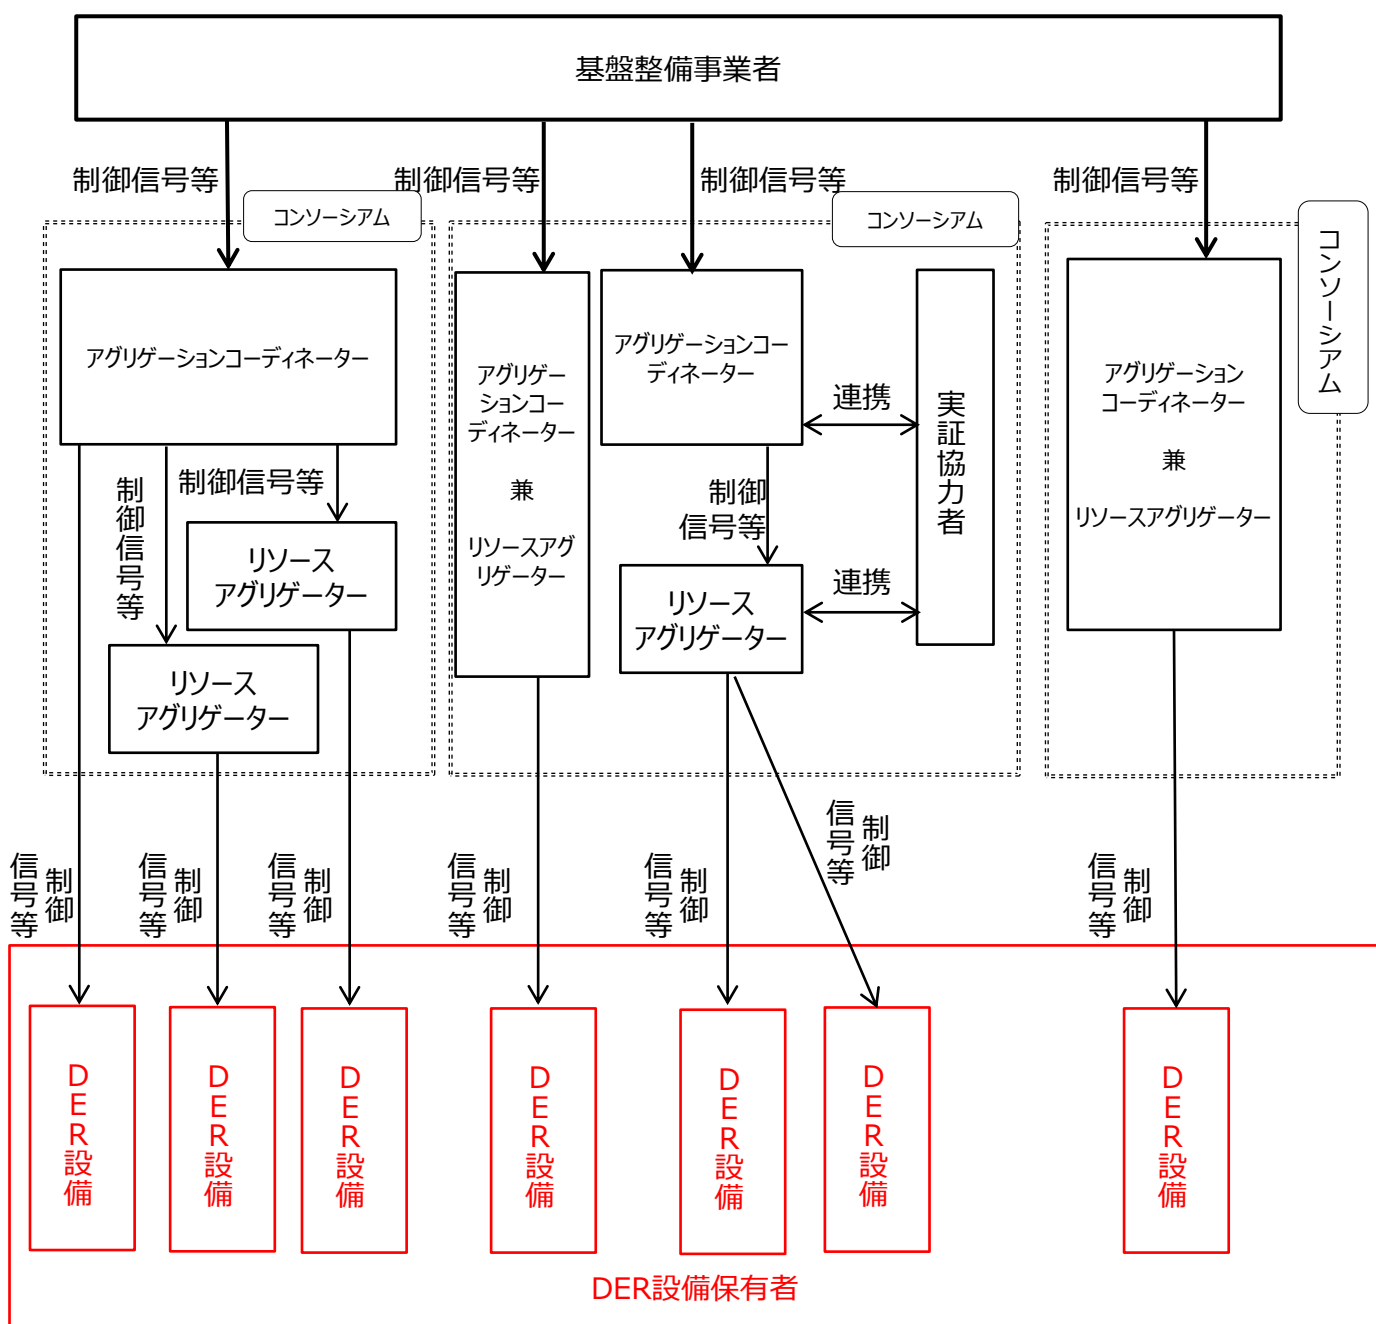 基盤整備事業者
制御信号等
制御信号等
制御信号等
制御信号等
コンソーシアム
コンソーシアム
コンソーシアム
アグリゲーションコーディネーター
制御信号等
制御信号等
リソース
アグリゲーター
リソース
アグリゲーター
アグリゲー
ションコー
ディネーター
兼
リソースアグ
リゲーター
アグリゲーションコー
ディネーター
連携
実証協力者
制御
信号等
リソース
アグリゲーター
連携
アグリゲーション
コーディネーター
兼
リソースアグリゲーター
制御
信号等
制御
信号等
制御
信号等
制御
信号等
制御
信号等
制御
信号等
制御
信号等
DER設備
DER設備
DER設備
DER設備
DER設備
DER設備
DER設備
DER設備保有者